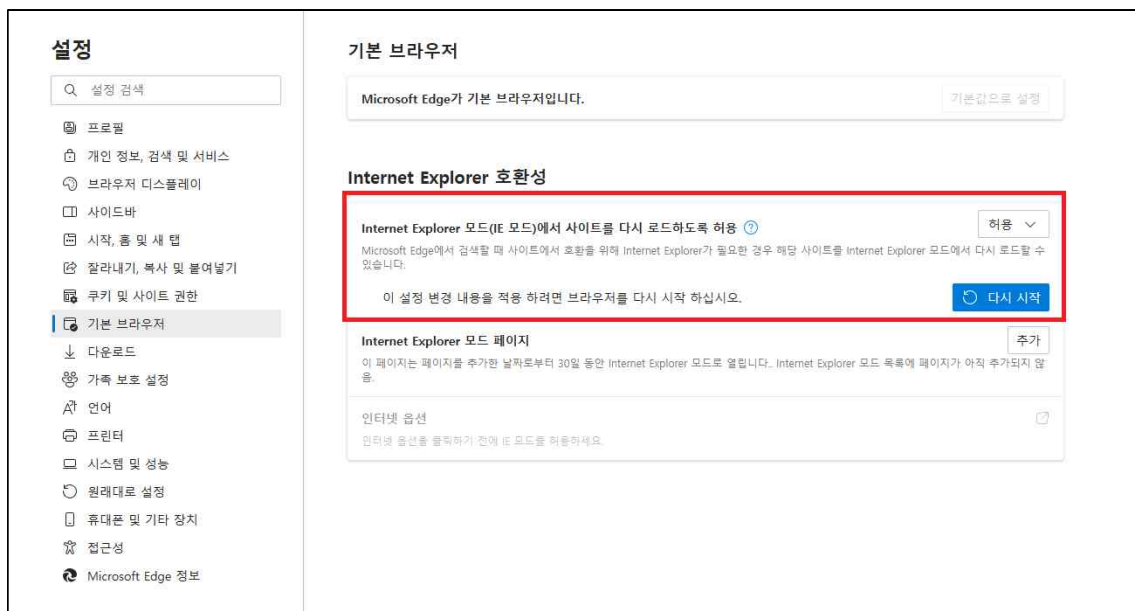 설정
설정 검색
프로필
개인 정보, 검색 및 서비스
브라우저 디스플레이
사이드바
시작, 홈 및 새 탭
잘라내기, 복사 및 붙여넣기
쿠키 및 사이트 권한
기본 브라우저
다운로드
가족 보호 설정
언어
프린터
시스템 및 성능
원래대로 설정
휴대폰 및 기타 장치
접근성
Microsoft Edge 정보
기본 브라우저
Microsoft Edge가 기본 브라우저입니다.
기본값으로 설정
Internet Explorer 호환성
Internet Explorer 모드(IE 모드)에서 사이트를 다시 로드하도록 허용
허용
Microsoft Edge에서 검색할 때 사이트에서 호환을 위해 Internet Explorer가 필요한 경우 해당 사이트를 Internet Explorer 모드에서 다시 로드할 수
있습니다.
이 설정 변경 내용을 적용 하려면 브라우저를 다시 시작 하십시오.
다시 시작
Internet Explorer 모드 페이지
추가
이 페이지는 페이지를 추가한 날짜로부터 30일 동안 Internet Explorer 모드로 열립니다.. Internet Explorer 모드 목록에 페이지가 아직 추가되지 않
음.
인터넷 옵션
인터넷 옵션을 클릭하기 전에 IE 모드를 허용하세요.